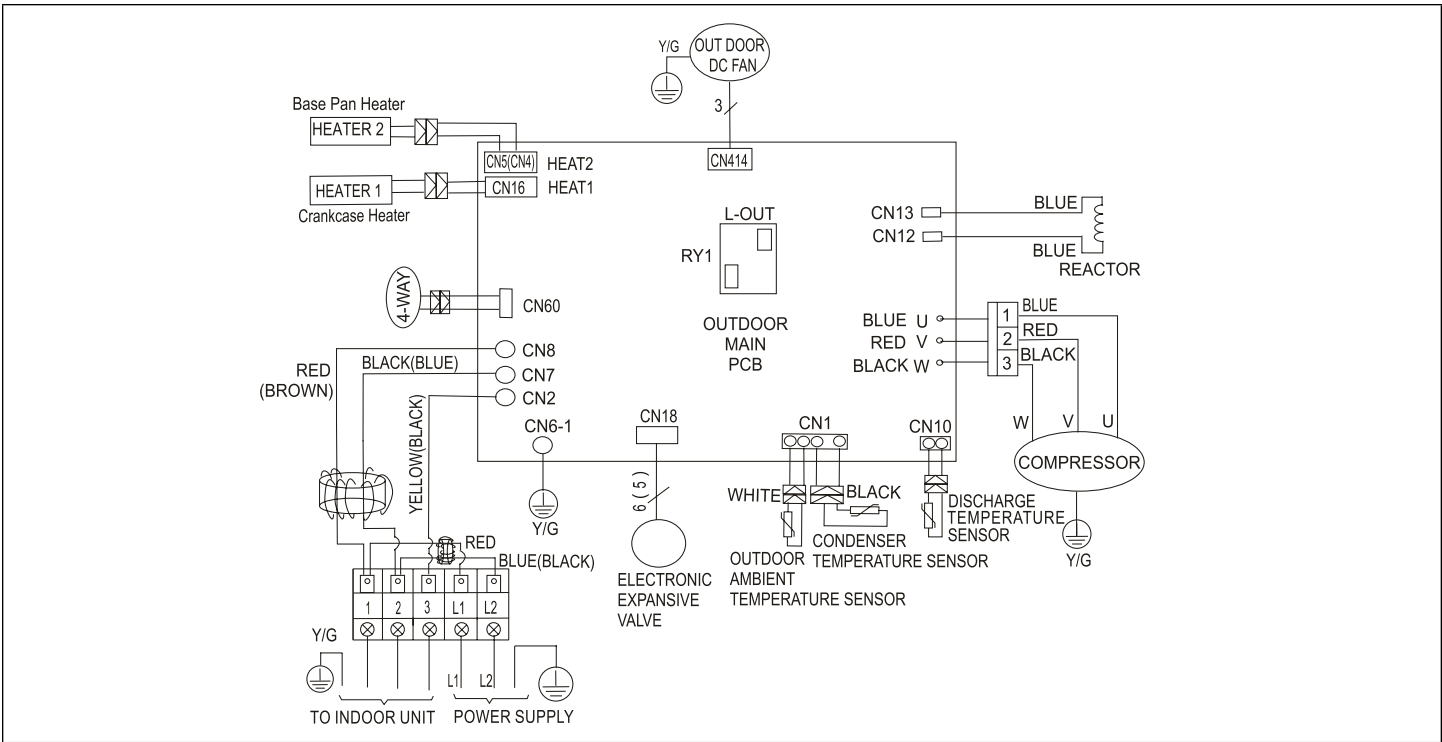 Y/G
OUT DOOR
DC FAN
3
Base Pan Heater
HEATER 2
CN5(CN4)
HEAT2
CN414
HEATER 1
CN16
HEAT1
Crankcase Heater
L-OUT
RY1
CN13
BLUE
CN12
BLUE
REACTOR
4-WAY
CN60
OUTDOOR
MAIN
PCB
BLUE U
RED V
BLACK W
1
2
3
BLUE
RED
BLACK
CN8
CN7
CN2
RED
(BROWN)
BLACK(BLUE)
YELLOW(BLACK)
CN6-1
Y/G
CN18
6 ( 5 )
ELECTRONIC
EXPANSIVE
VALVE
CN1
WHITE
BLACK
OUTDOOR
AMBIENT
TEMPERATURE SENSOR
CONDENSER
TEMPERATURE SENSOR
CN10
DISCHARGE
TEMPERATURE
SENSOR
W
V
U
COMPRESSOR
Y/G
RED
BLUE(BLACK)
1
2
3
L1
L2
Y/G
L1
L2
TO INDOOR UNIT
POWER SUPPLY